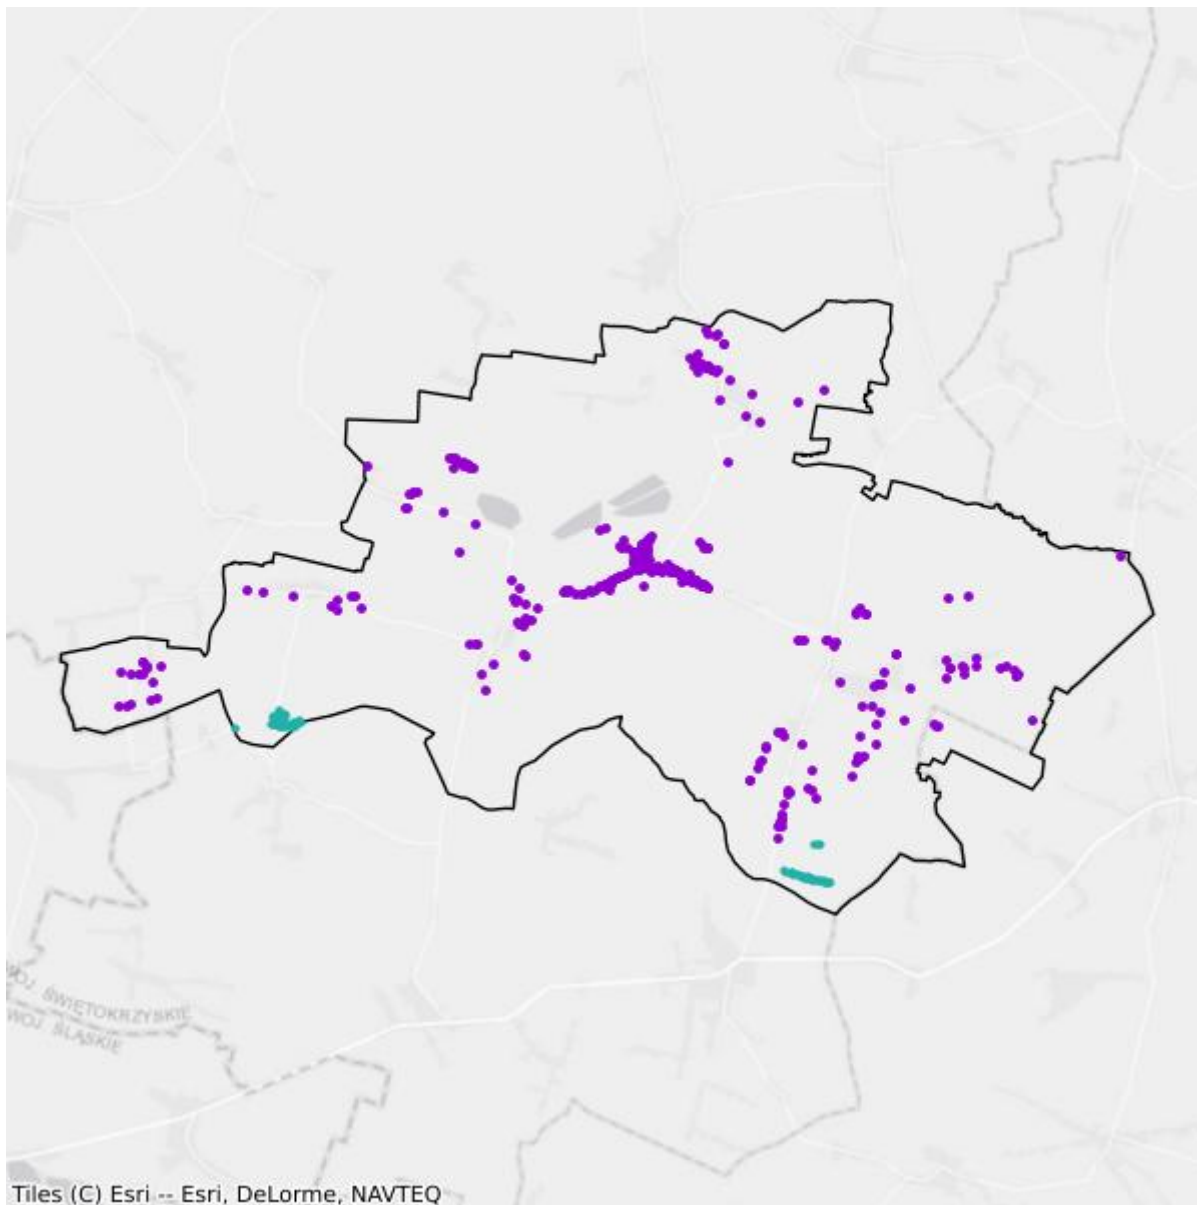 WOJ. ŚWIĘTOKRZYSKIE
WOJ. ŚLĄSKIE
Tiles (C) Esri -- Esri, DeLorme, NAVTEQ